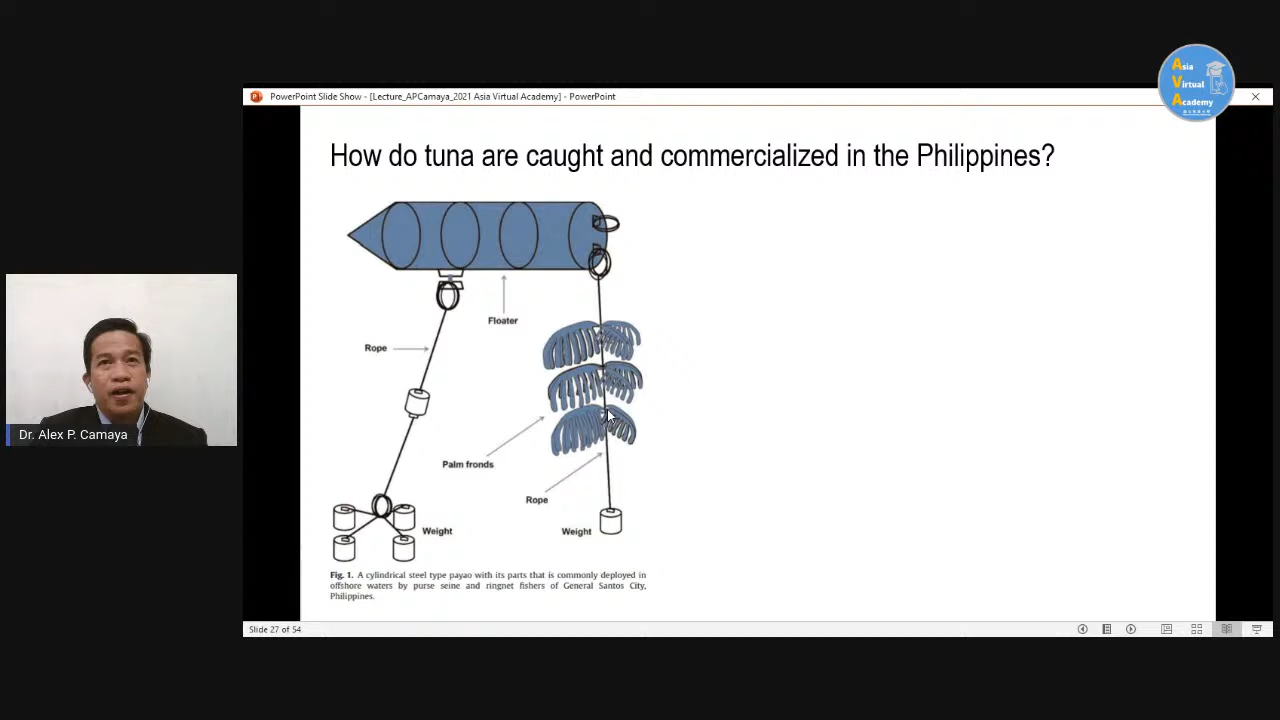 PowerPoint Slide Show - [Lecture_APCamaya_2021 Asia Virtual Academy] - PowerPoint
Asia
Virtual
Academy
How do tuna are caught and commercialized in the Philippines?
Floater
Rope
Palm fronds
Rope
Weight
Weight
Fig. 1. A cylindrical steel type payao with its parts that is commonly deployed in
offshore waters by purse seine and ringnet fishers of General Santos City,
Philippines.
Dr. Alex P. Camaya
Slide 27 of 54